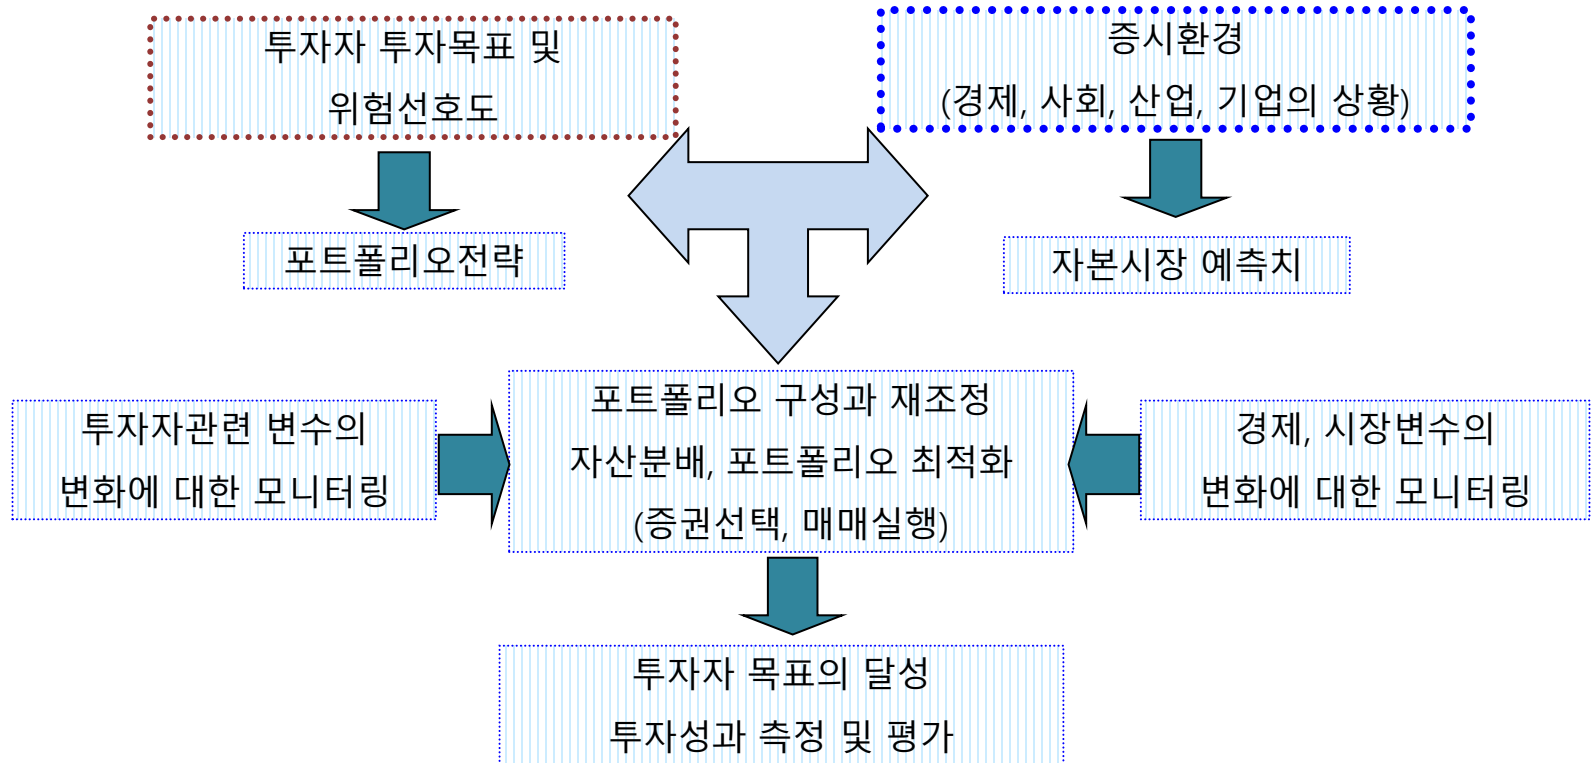 투자자 투자목표 및
위험선호도
증시환경
(경제, 사회, 산업, 기업의 상황)
포트폴리오전략
자본시장 예측치
투자자관련 변수의
변화에 대한 모니터링
포트폴리오 구성과 재조정
자산분배, 포트폴리오 최적화
(증권선택, 매매실행)
경제, 시장변수의
변화에 대한 모니터링
투자자 목표의 달성
투자성과 측정 및 평가